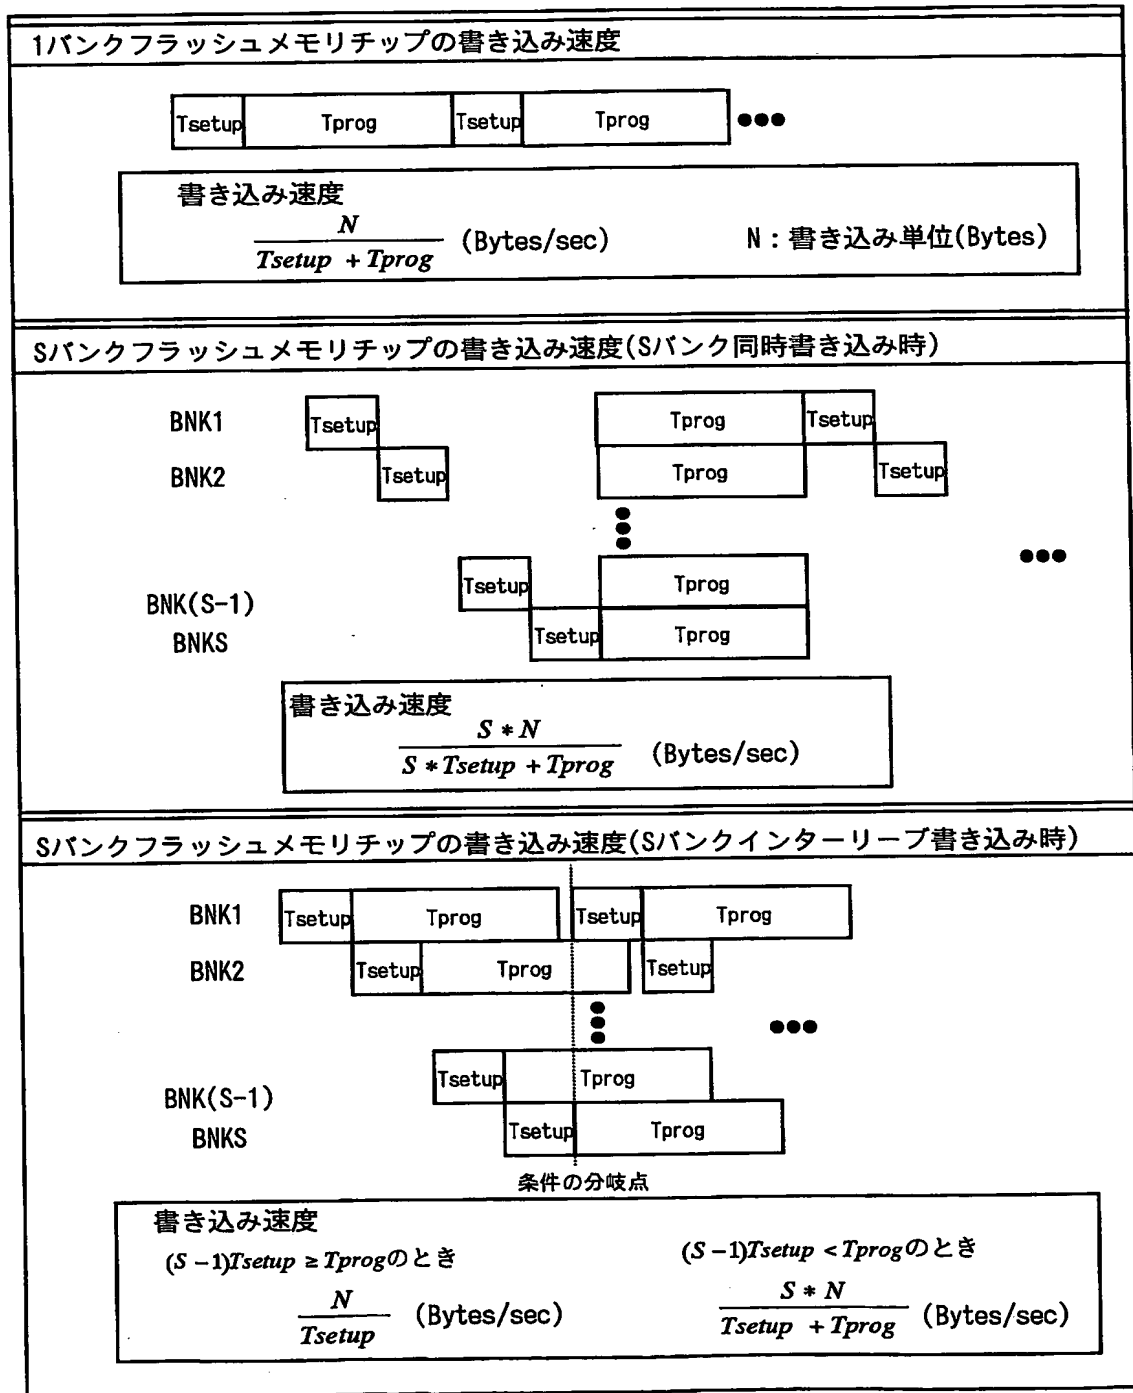 1バンクフラッシュメモリチップの書き込み速度
Tsetup Tprog Tsetup Tprog ●●●
書き込み速度
N
Tsetup + Tprog
(Bytes/sec)
N：書き込み単位(Bytes)
Sバンクフラッシュメモリチップの書き込み速度(Sバンク同時書き込み時)
BNK1 Tsetup Tprog Tsetup
BNK2 Tsetup Tprog Tsetup
BNK(S-1) Tsetup Tprog
BNKS Tsetup Tprog
書き込み速度
S * N
S * Tsetup + Tprog
(Bytes/sec)
Sバンクフラッシュメモリチップの書き込み速度(Sバンクインターリーブ書き込み時)
BNK1 Tsetup Tprog Tsetup Tprog
BNK2 Tsetup Tprog Tsetup
BNK(S-1) Tsetup Tprog
BNKS Tsetup Tprog
条件の分岐点
書き込み速度
(S-1)Tsetup ≥ Tprogのとき
N
Tsetup
(Bytes/sec)
(S-1)Tsetup < Tprogのとき
S * N
Tsetup + Tprog
(Bytes/sec)